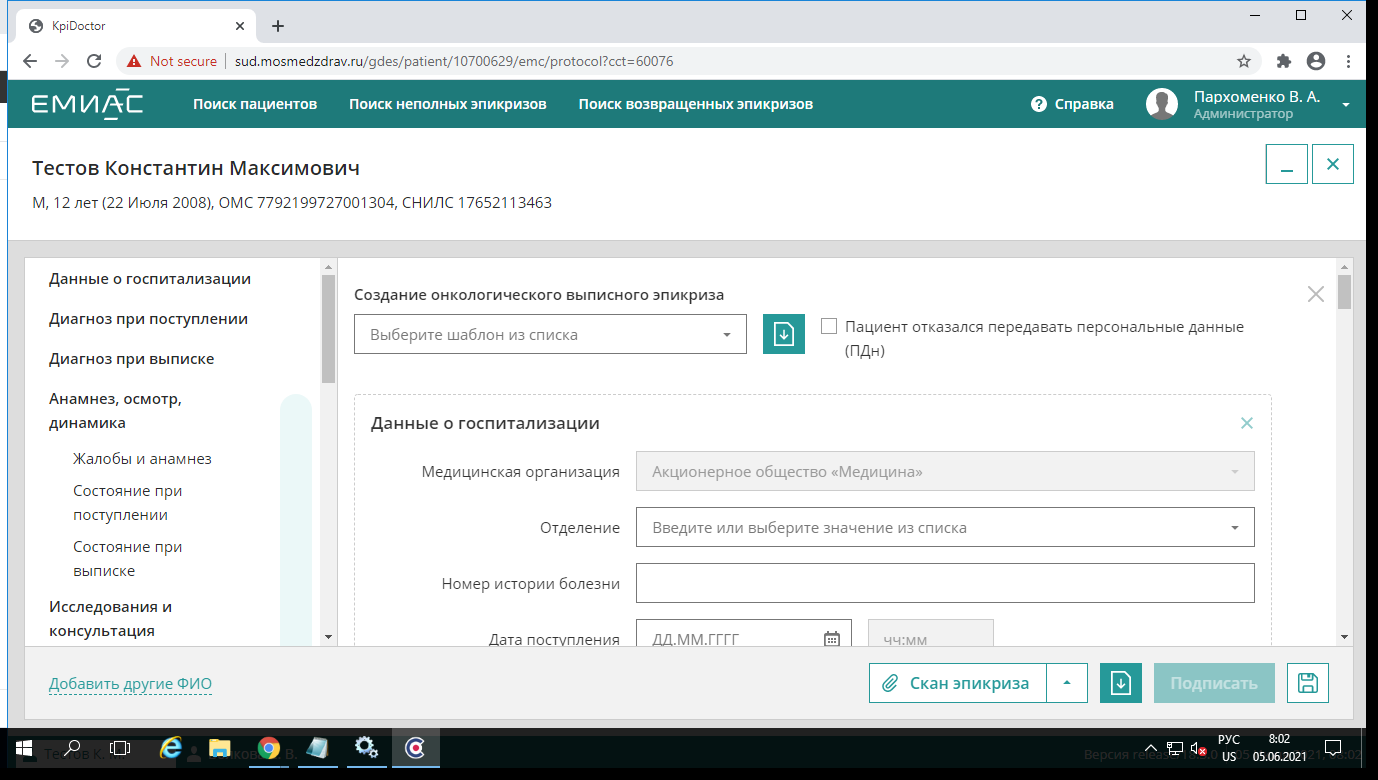 KpiDoctor
Not secure
sud.mosmedzdrav.ru/gdes/patient/10700629/emc/protocol?cct=60076
ЕМИАС
Поиск пациентов
Поиск неполных эпикризов
Поиск возвращенных эпикризов
? Справка
Пархоменко В. А.
Администратор
Тестов Константин Максимович
М, 12 лет (22 Июля 2008), ОМС 7792199727001304, СНИЛС 17652113463
Данные о госпитализации
Диагноз при поступлении
Диагноз при выписке
Анамнез, осмотр,
динамика
Жалобы и анамнез
Состояние при
поступлении
Состояние при
выписке
Исследования и
консультация
Создание онкологического выписного эпикриза
Выберите шаблон из списка
Пациент отказался передавать персональные данные
(ПДн)
Данные о госпитализации
Медицинская организация
Акционерное общество «Медицина»
Отделение
Введите или выберите значение из списка
Номер истории болезни
Дата поступления
ДД.ММ.ГГГГ
чч:мм
Добавить другие ФИО
Скан эпикриза
Подписать
Тестов К. М.
РУС
US
8:02
05.06.2021